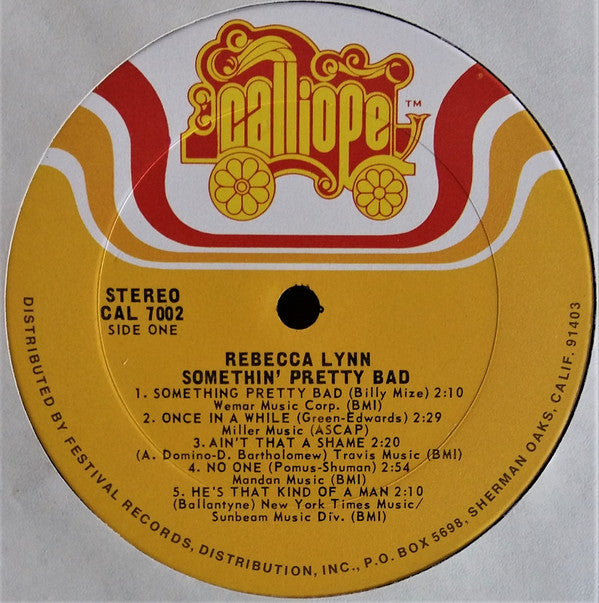 Calliope™
STEREO
CAL 7002
SIDE ONE
REBECCA LYNN
SOMETHIN' PRETTY BAD
1. SOMETHING PRETTY BAD (Billy Mize) 2:10
Wemar Music Corp. (BMI)
2. ONCE IN A WHILE (Green-Edwards) 2:29
Miller Music (ASCAP)
3. AIN'T THAT A SHAME 2:20
(A. Domino-D. Bartholomew) Travis Music (BMI)
4. NO ONE (Pomus-Shuman) 2:54
Mandan Music (BMI)
5. HE'S THAT KIND OF A MAN 2:10
(Ballantyne) New York Times Music/
Sunbeam Music Div. (BMI)
DISTRIBUTED BY FESTIVAL RECORDS, DISTRIBUTION, INC., P.O. BOX 5698, SHERMAN OAKS, CALIF. 91403